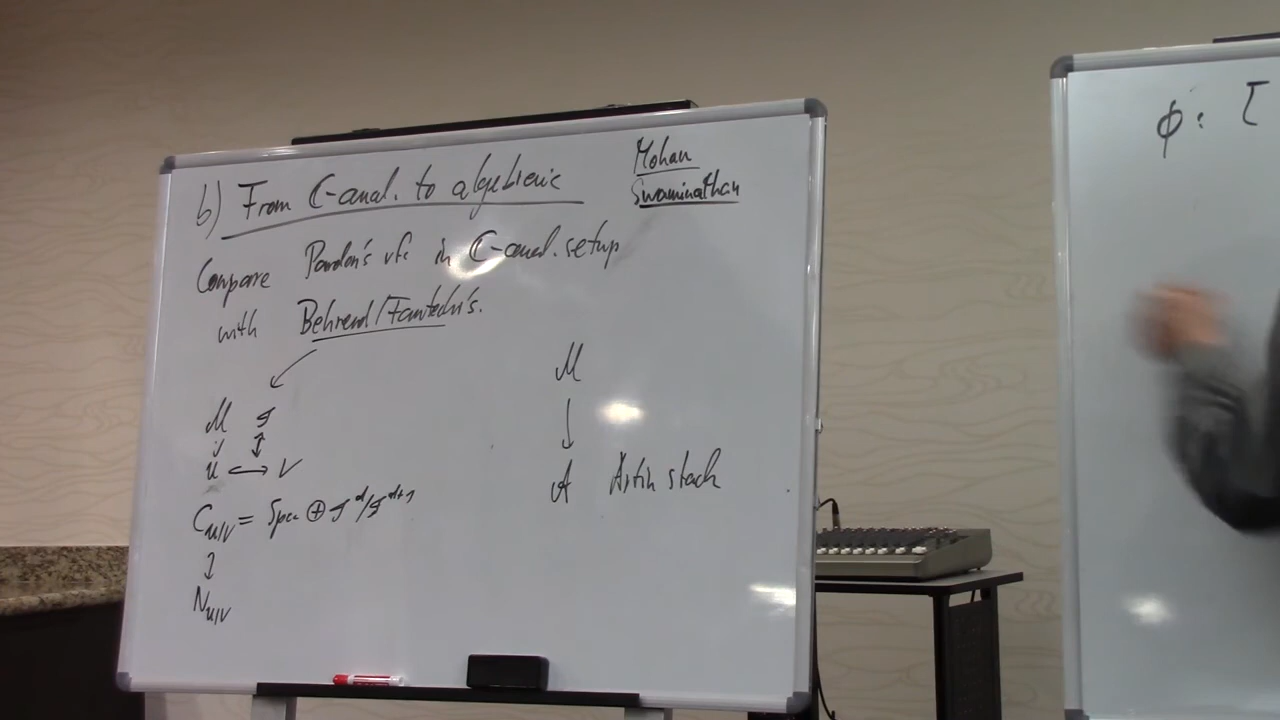 b) From ℂ-anal. to algebraic
Mohan
Swaminathan
Compare Pardon's vfc in ℂ-anal. setup
with Behrend/Fantechi's.
M
↓
A Artin stack
M 𝒥
U ↪ V
C_{U/V} = Spec ⊕ 𝒥^d/𝒥^{d+1}
N_{U/V}
ϕ: [